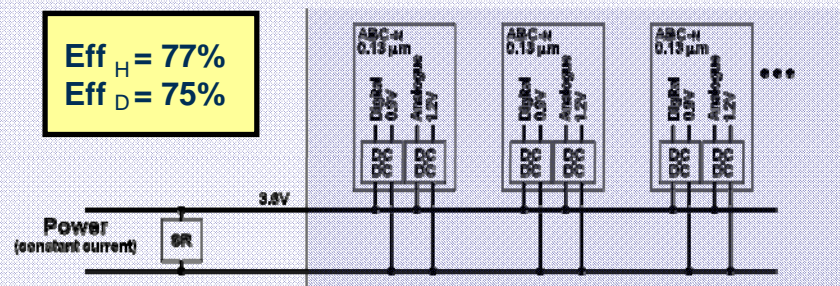 Eff H = 77%
Eff D = 75%
ABC-N
0.13 μm
Digital
0.9V
Analogue
1.2V
DC
DC
DC
DC
ABC-N
0.13 μm
Digital
0.9V
Analogue
1.2V
DC
DC
DC
DC
ABC-N
0.13 μm
Digital
0.9V
Analogue
1.2V
DC
DC
DC
DC
•••
3.6V
Power
(constant current)
SR